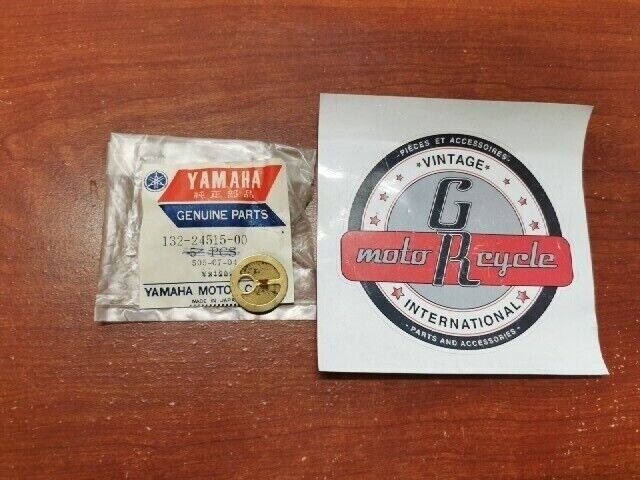 YAMAHA
純正部品
GENUINE PARTS
132-24515-00
5 PCS
YAMAHA MOTOR
MADE IN JAPAN
PIÈCES ET ACCESSOIRES
VINTAGE
G
moto R cycle
INTERNATIONAL
PARTS AND ACCESSORIES